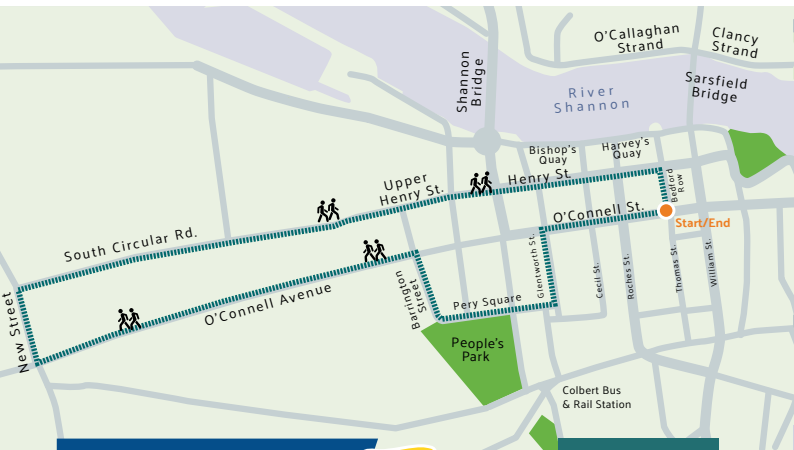 O'Callaghan
Strand
Clancy
Strand
Shannon
Bridge
Sarsfield
Bridge
River
Shannon
Bishop's
Quay
Harvey's
Quay
Upper
Henry St.
Henry St.
Bedford
Row
O'Connell St.
Start/End
South Circular Rd.
New Street
O'Connell Avenue
Barrington
Street
Pery Square
Glentworth St.
Cecil St.
Roches St.
Thomas St.
William St.
People's
Park
Colbert Bus
& Rail Station